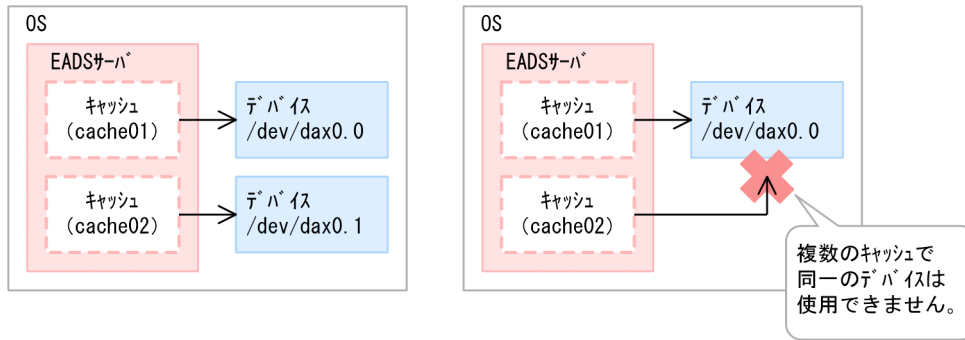 OS
EADSｻｰﾊﾞ
ｷｬｯｼｭ
(cache01)
ﾃﾞﾊﾞｲｽ
/dev/dax0.0
ｷｬｯｼｭ
(cache02)
ﾃﾞﾊﾞｲｽ
/dev/dax0.1
OS
EADSｻｰﾊﾞ
ｷｬｯｼｭ
(cache01)
ﾃﾞﾊﾞｲｽ
/dev/dax0.0
ｷｬｯｼｭ
(cache02)
複数のｷｬｯｼｭで
同一のﾃﾞﾊﾞｲｽは
使用できません。